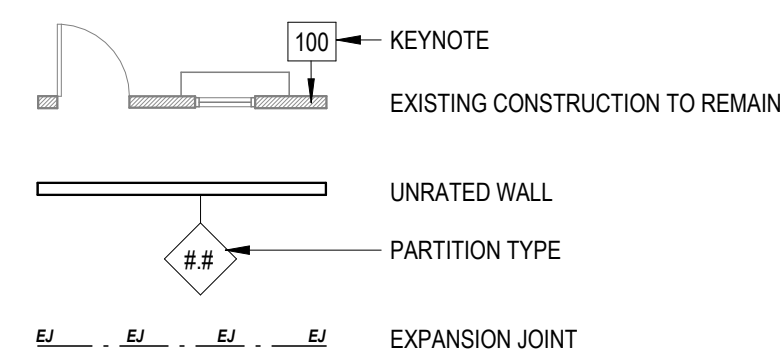 100 KEYNOTE
EXISTING CONSTRUCTION TO REMAIN
UNRATED WALL
#.# PARTITION TYPE
EJ EJ EJ EJ EXPANSION JOINT